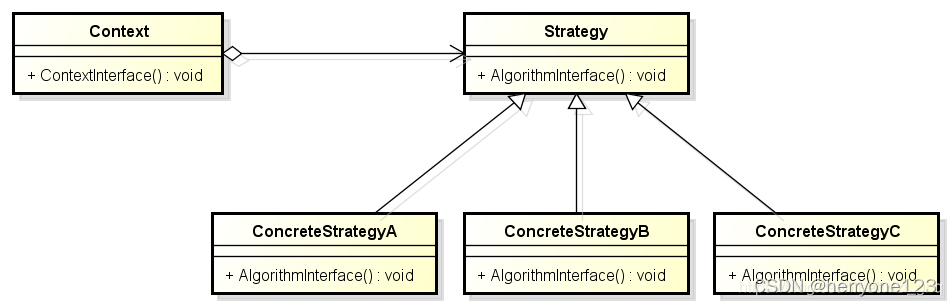 Context
+ ContextInterface() : void
Strategy
+ AlgorithmInterface() : void
ConcreteStrategyA
+ AlgorithmInterface() : void
ConcreteStrategyB
+ AlgorithmInterface() : void
ConcreteStrategyC
+ AlgorithmInterface() : void
CSDN @herryone123